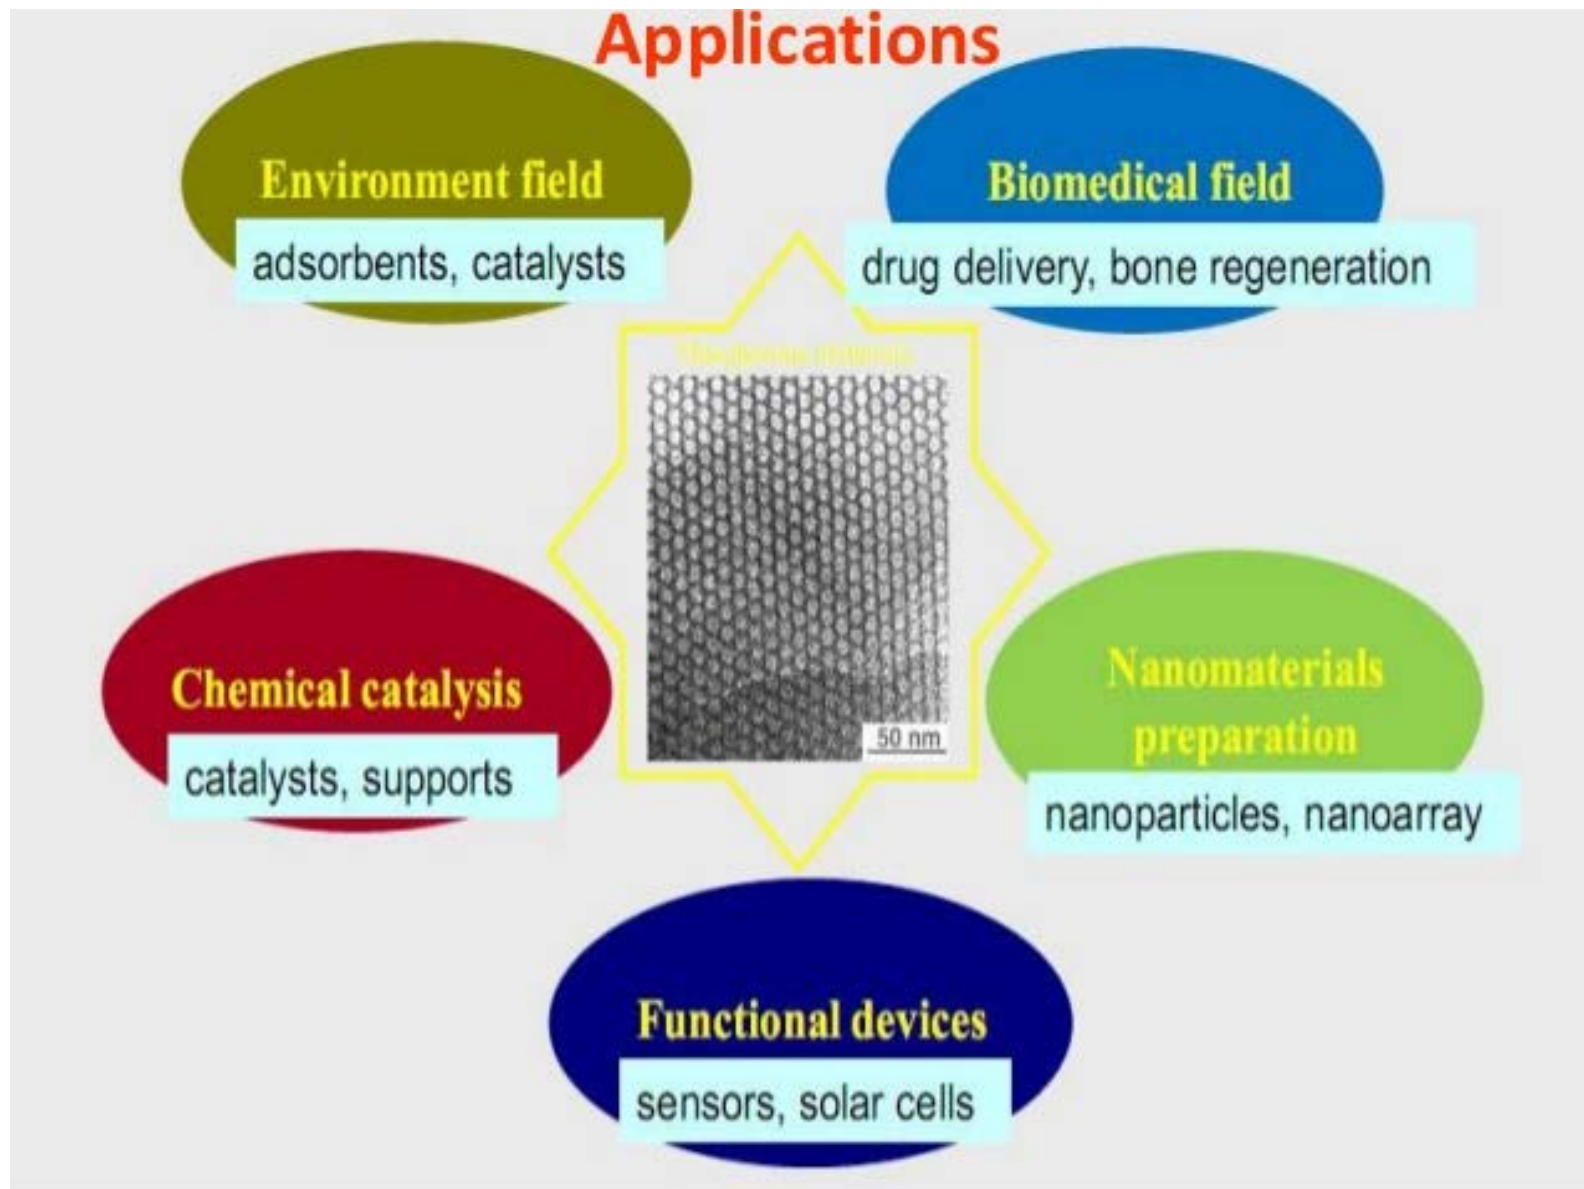 Applications
Environment field
adsorbents, catalysts
Biomedical field
drug delivery, bone regeneration
50 nm
Chemical catalysis
catalysts, supports
Nanomaterials
preparation
nanoparticles, nanoarray
Functional devices
sensors, solar cells